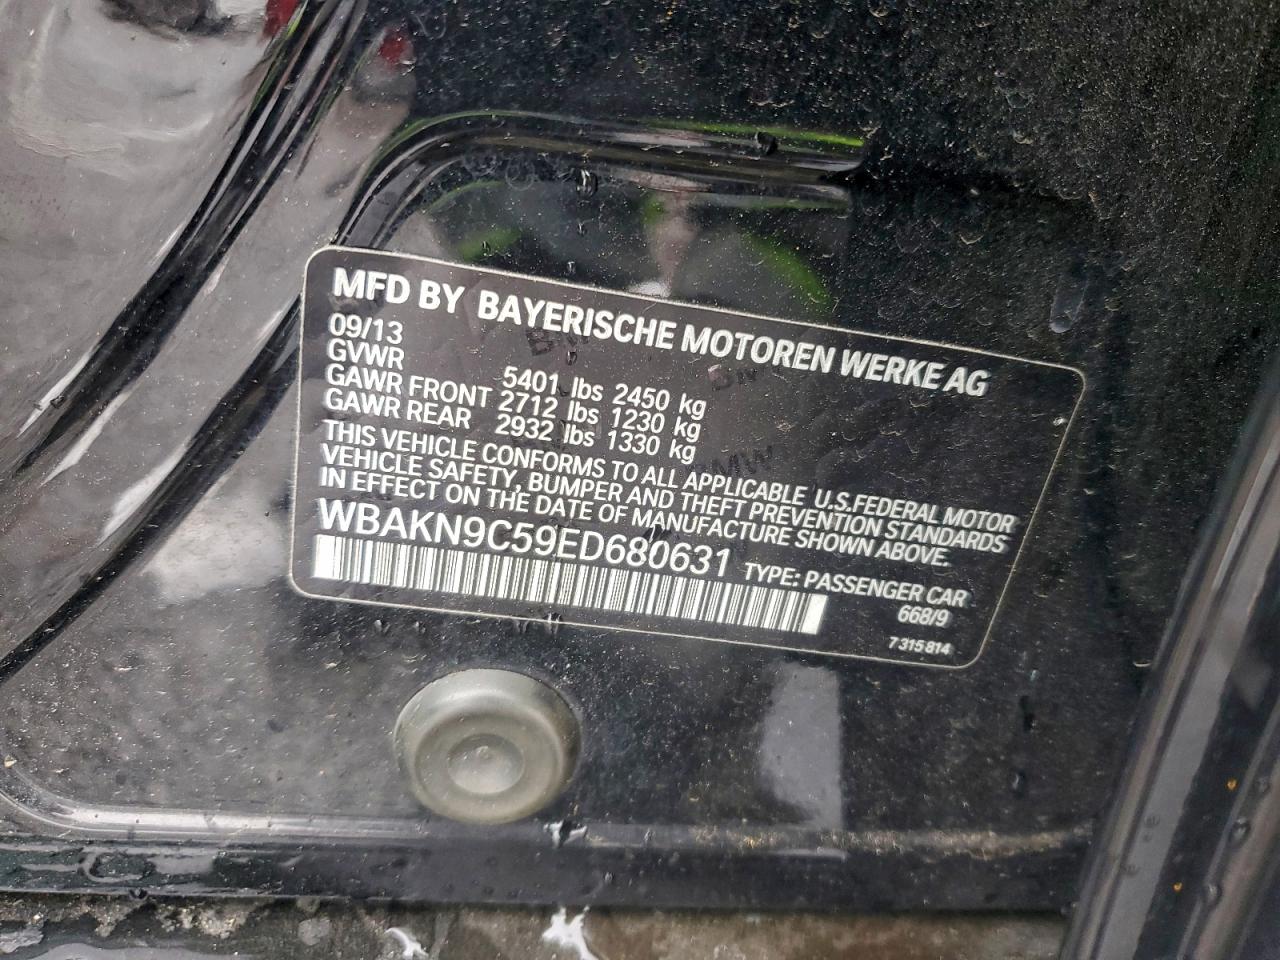 MFD BY BAYERISCHE MOTOREN WERKE AG
09/13
GVWR 5401 lbs 2450 kg
GAWR FRONT 2712 lbs 1230 kg
GAWR REAR 2932 lbs 1330 kg
THIS VEHICLE CONFORMS TO ALL APPLICABLE U.S.FEDERAL MOTOR
VEHICLE SAFETY, BUMPER AND THEFT PREVENTION STANDARDS
IN EFFECT ON THE DATE OF MANUFACTURE SHOWN ABOVE.
WBAKN9C59ED680631 TYPE: PASSENGER CAR
668/9
7 315 814
BMW